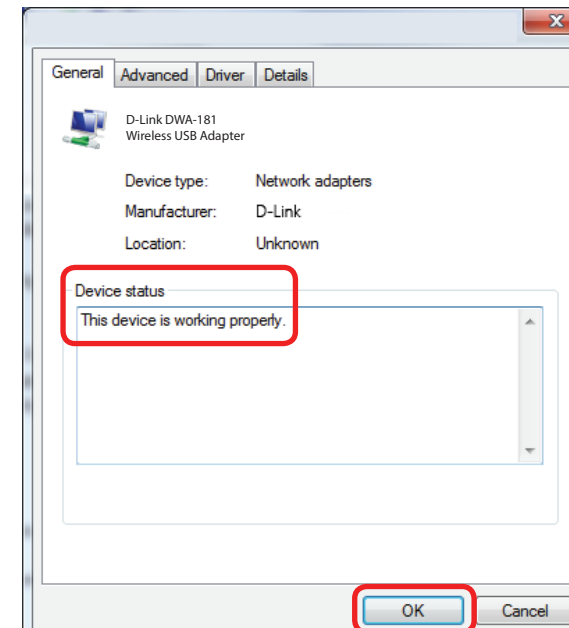 General Advanced Driver Details
D-Link DWA-181
Wireless USB Adapter
Device type: Network adapters
Manufacturer: D-Link
Location: Unknown
Device status
This device is working properly.
OK Cancel